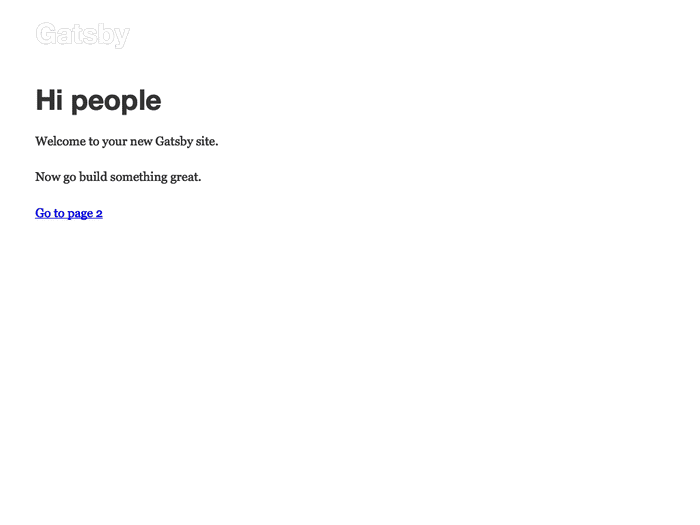 Gatsby
Hi people
Welcome to your new Gatsby site.
Now go build something great.
Go to page 2